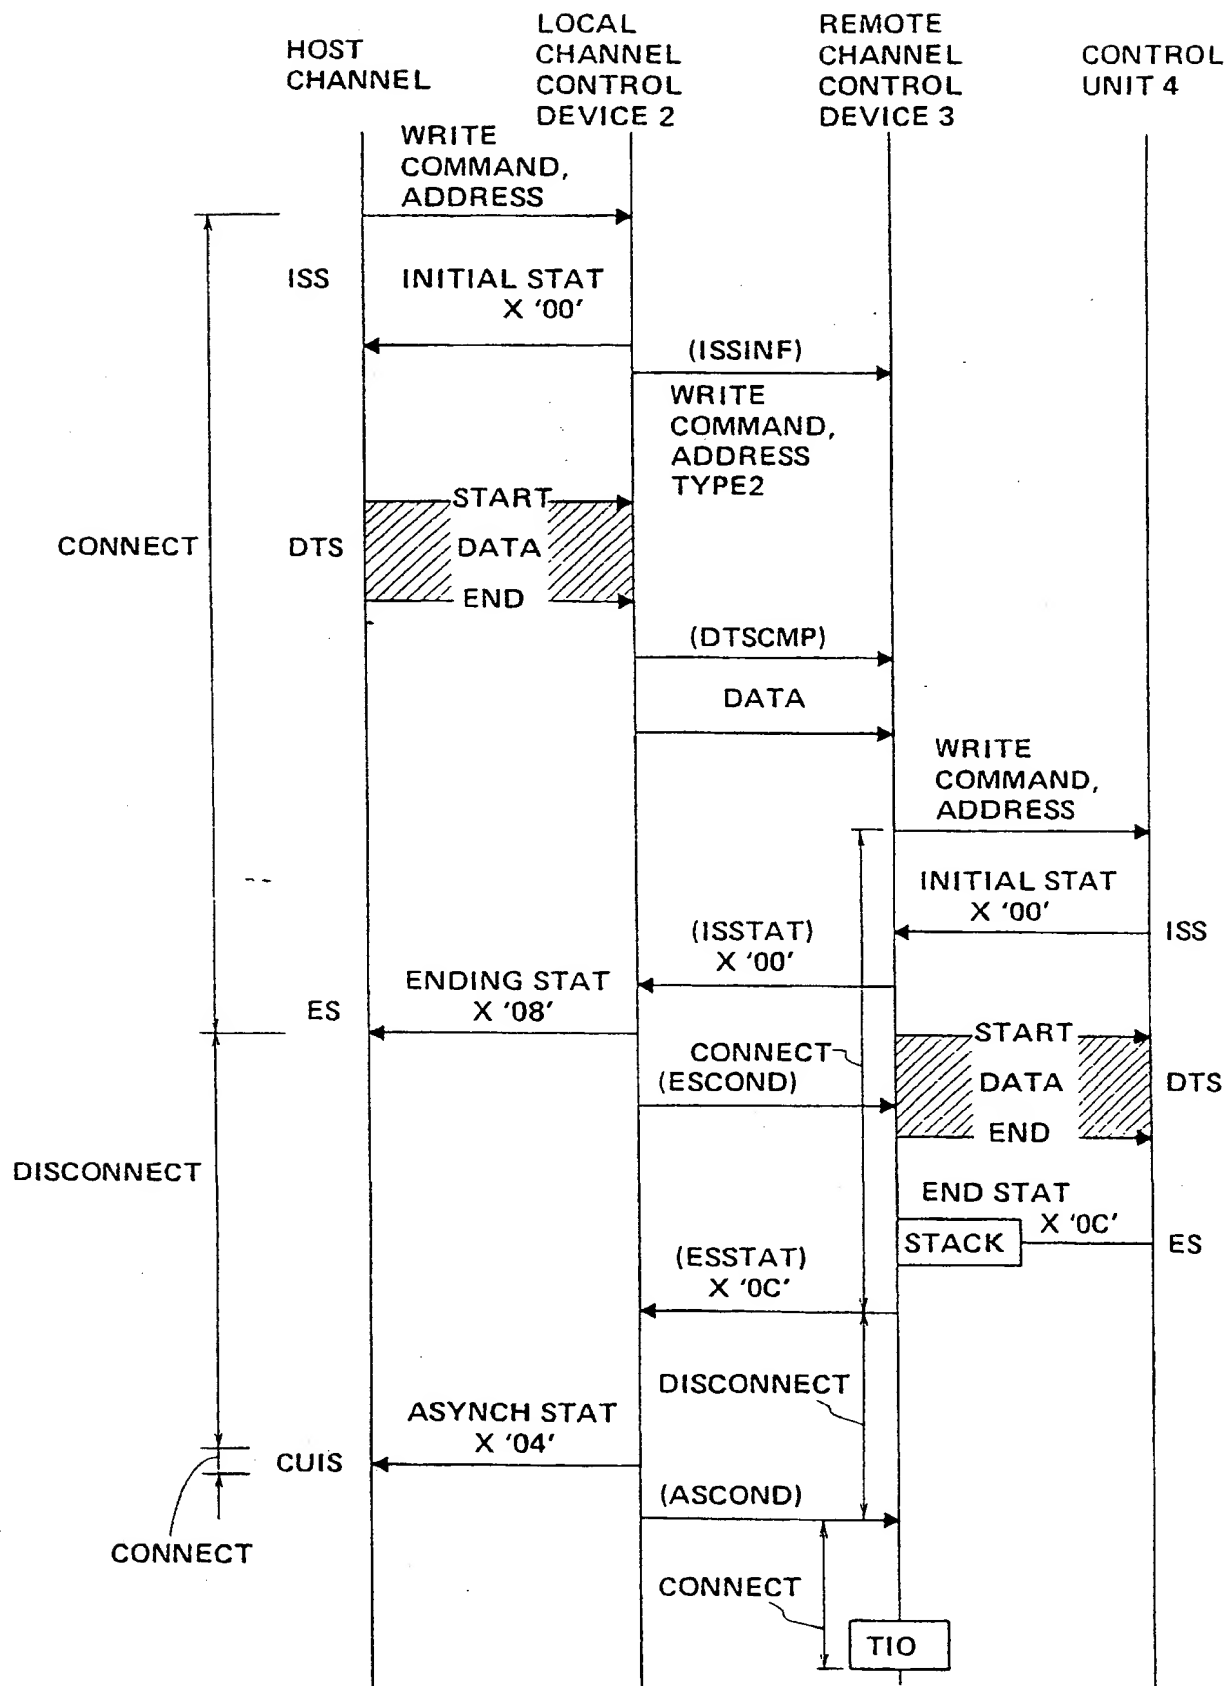 HOST
CHANNEL
LOCAL
CHANNEL
CONTROL
DEVICE 2
REMOTE
CHANNEL
CONTROL
DEVICE 3
CONTROL
UNIT 4
WRITE
COMMAND,
ADDRESS
ISS
INITIAL STAT
X '00'
(ISSINF)
WRITE
COMMAND,
ADDRESS
TYPE2
CONNECT
DTS
START
DATA
END
(DTSCMP)
DATA
WRITE
COMMAND,
ADDRESS
INITIAL STAT
X '00'
ISS
(ISSTAT)
X '00'
ES
ENDING STAT
X '08'
CONNECT
(ESCOND)
START
DATA
END
DTS
DISCONNECT
END STAT
X '0C'
STACK
ES
(ESSTAT)
X '0C'
DISCONNECT
ASYNCH STAT
X '04'
CUIS
(ASCOND)
CONNECT
CONNECT
TIO